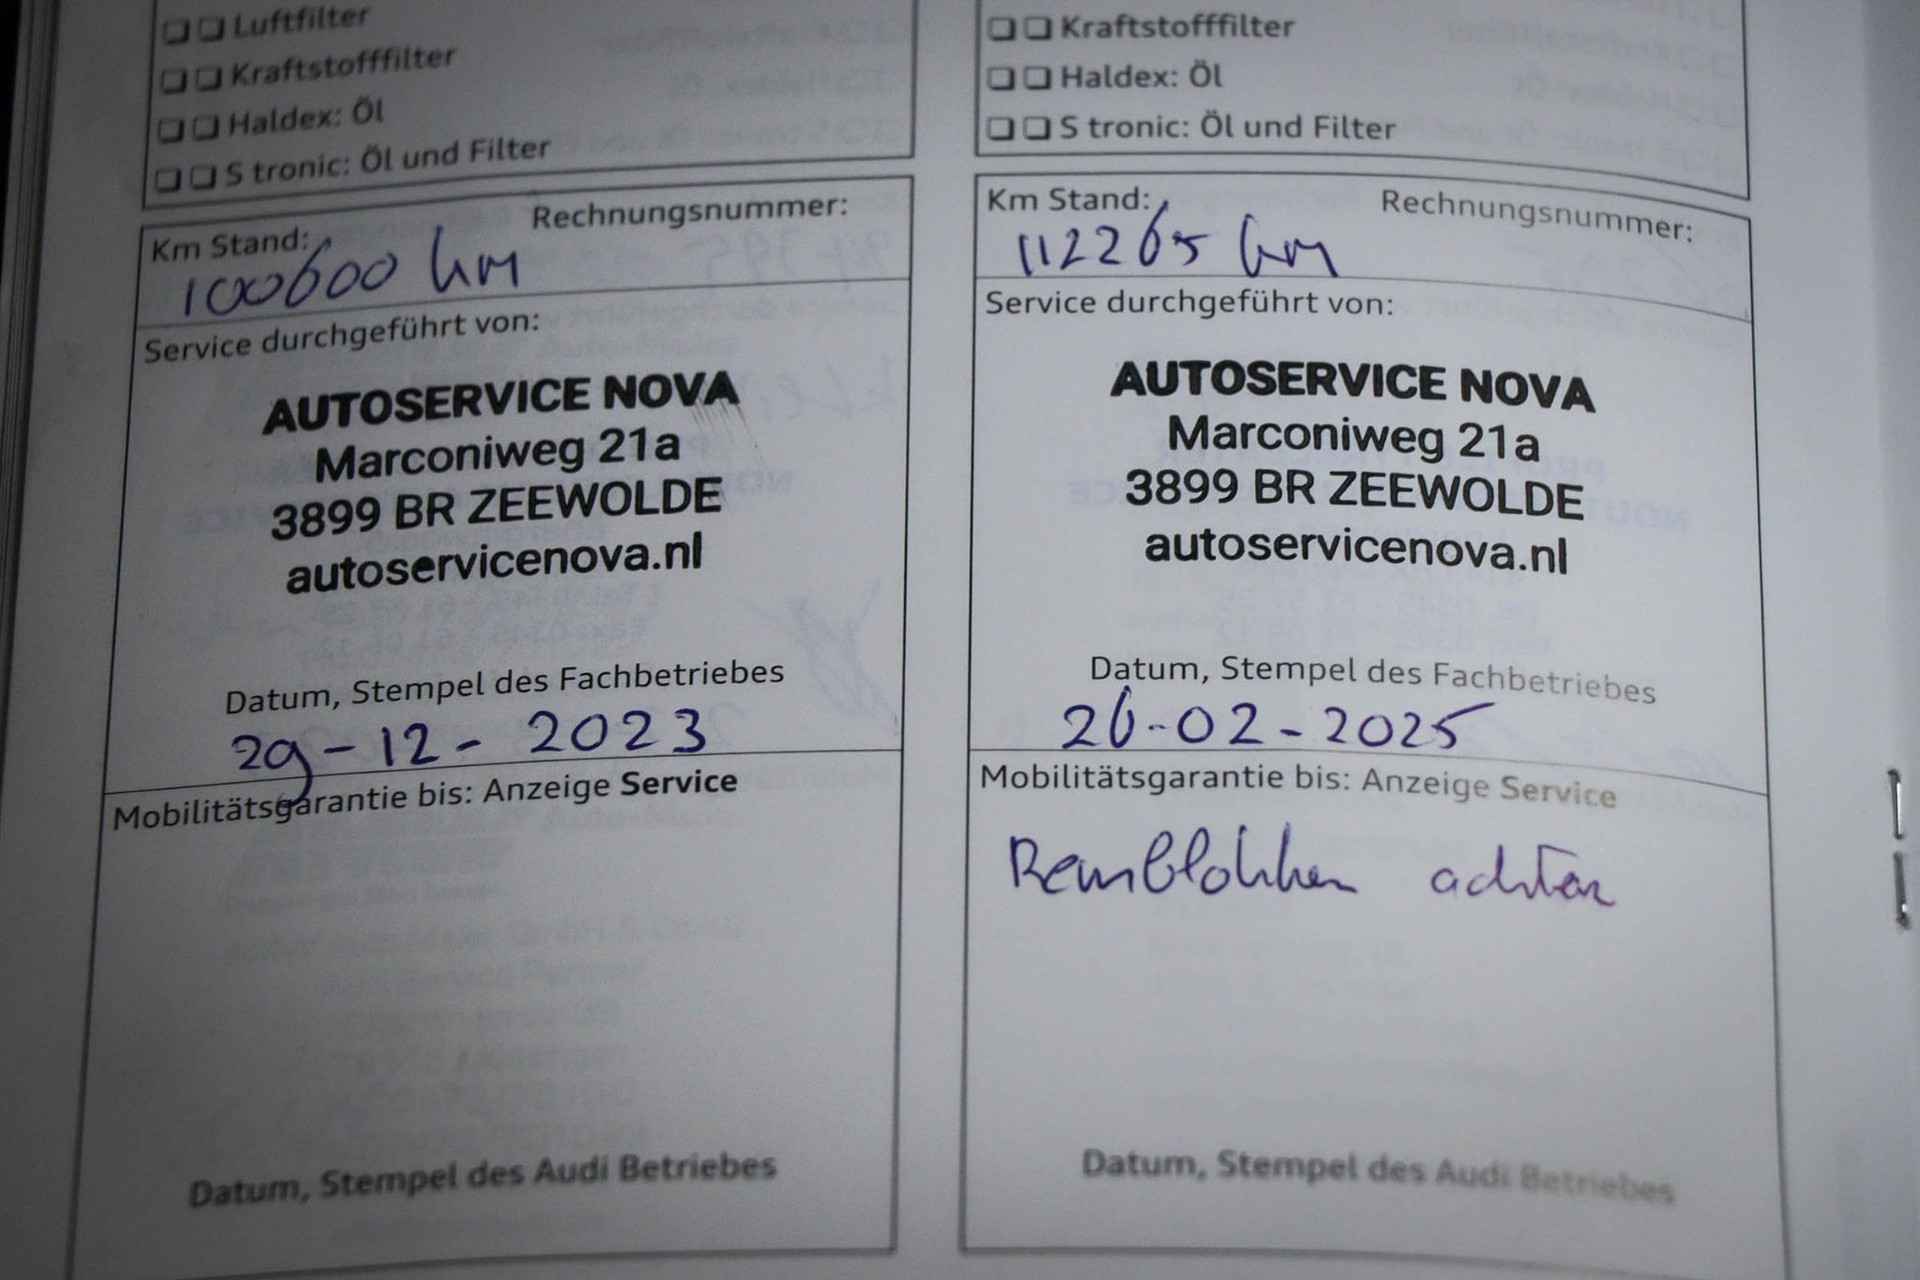 ❏ ❏ Luftfilter
❏ ❏ Kraftstofffilter
❏ ❏ Haldex: Öl
❏ ❏ S tronic: Öl und Filter
Km Stand: Rechnungsnummer:
100600 km
Service durchgeführt von:
AUTOSERVICE NOVA
Marconiweg 21a
3899 BR ZEEWOLDE
autoservicenova.nl
Datum, Stempel des Fachbetriebes
29-12-2023
Mobilitätsgarantie bis: Anzeige Service
Datum, Stempel des Audi Betriebes
❏ ❏ Kraftstofffilter
❏ ❏ Haldex: Öl
❏ ❏ S tronic: Öl und Filter
Km Stand: Rechnungsnummer:
112265 km
Service durchgeführt von:
AUTOSERVICE NOVA
Marconiweg 21a
3899 BR ZEEWOLDE
autoservicenova.nl
Datum, Stempel des Fachbetriebes
26-02-2025
Mobilitätsgarantie bis: Anzeige Service
Remblokken achter
Datum, Stempel des Audi Betriebes